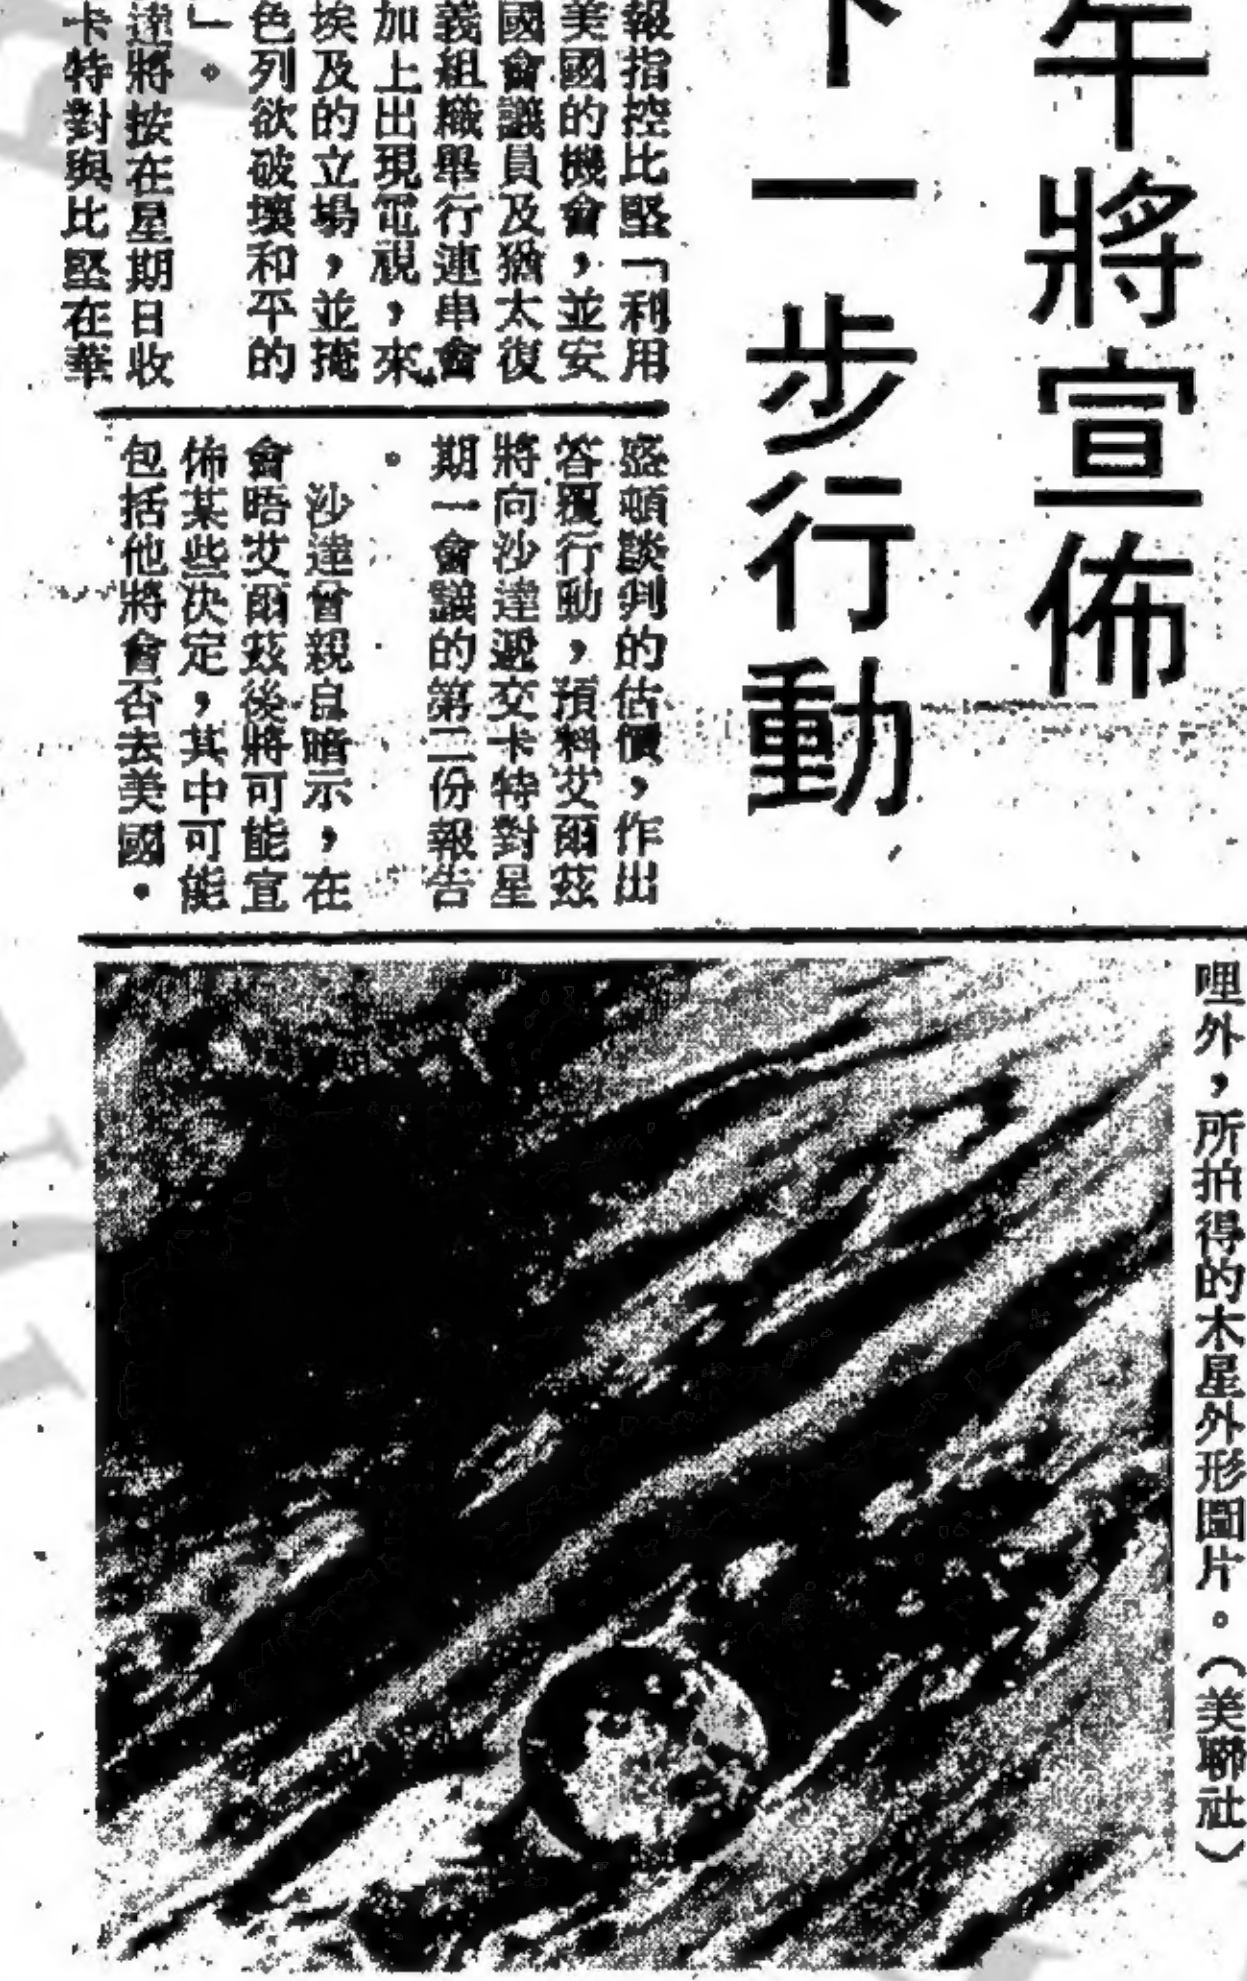 午將宣佈
下一步行動
報指控比堅「利用
美國的機會，並安
國會議員及猶太復
義組織舉行連串會
加上出現電視，來
埃及的立場，並掩
色列欲破壞和平的
」。
達將按在星期日收
卡特對與比堅在華
盛頓談判的估價，作出
答覆行動，預料艾爾茲
將向沙達遞交卡特對星
期一會議的第二份報告
。
沙達曾親自暗示，在
會晤艾爾茲後將可能宣
佈某些決定，其中可能
包括他將會否去美國。
哩外，所拍得的木星外形圖片。（美聯社）